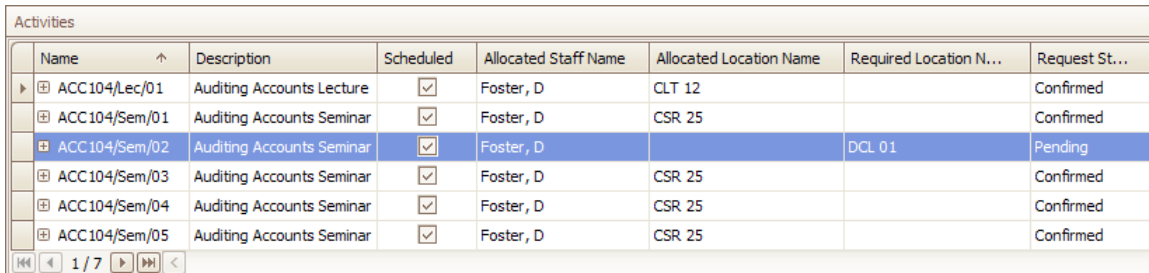 Activities
Name Description Scheduled Allocated Staff Name Allocated Location Name Required Location N... Request St...
ACC104/Lec/01 Auditing Accounts Lecture Foster, D CLT 12 Confirmed
ACC104/Sem/01 Auditing Accounts Seminar Foster, D CSR 25 Confirmed
ACC104/Sem/02 Auditing Accounts Seminar Foster, D DCL 01 Pending
ACC104/Sem/03 Auditing Accounts Seminar Foster, D CSR 25 Confirmed
ACC104/Sem/04 Auditing Accounts Seminar Foster, D CSR 25 Confirmed
ACC104/Sem/05 Auditing Accounts Seminar Foster, D CSR 25 Confirmed
1 / 7